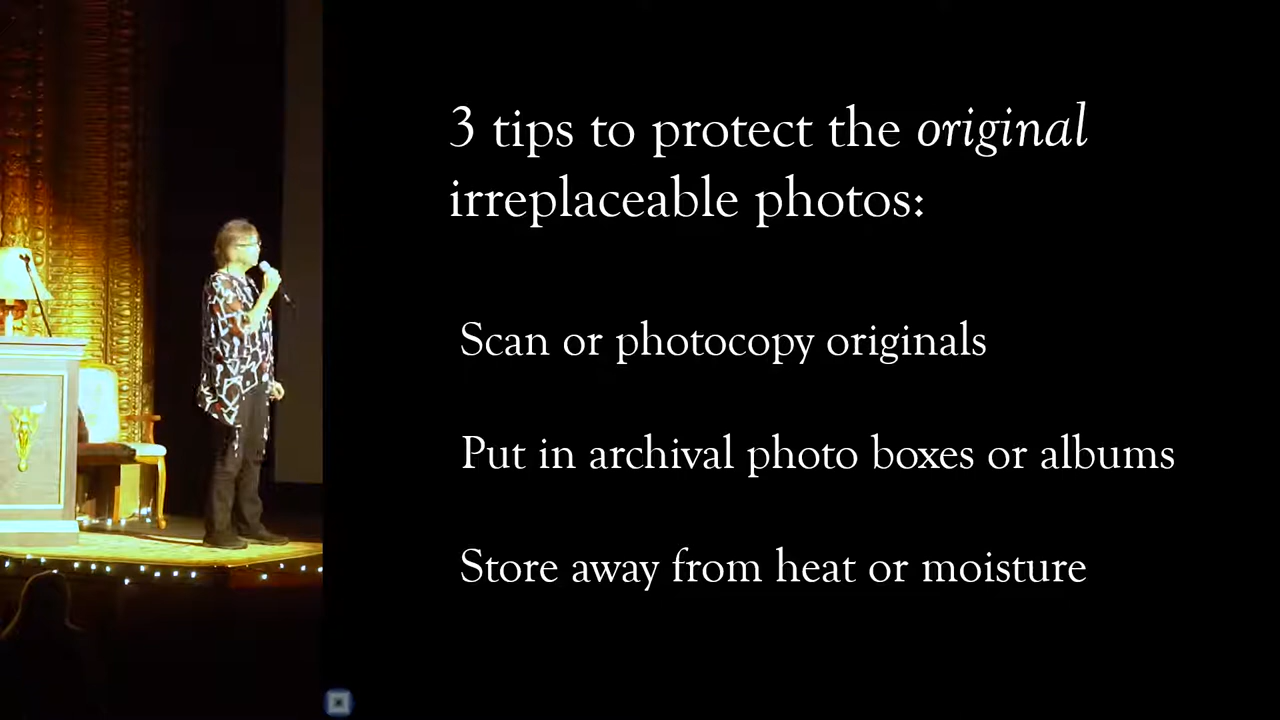 3 tips to protect the original
irreplaceable photos:
Scan or photocopy originals
Put in archival photo boxes or albums
Store away from heat or moisture